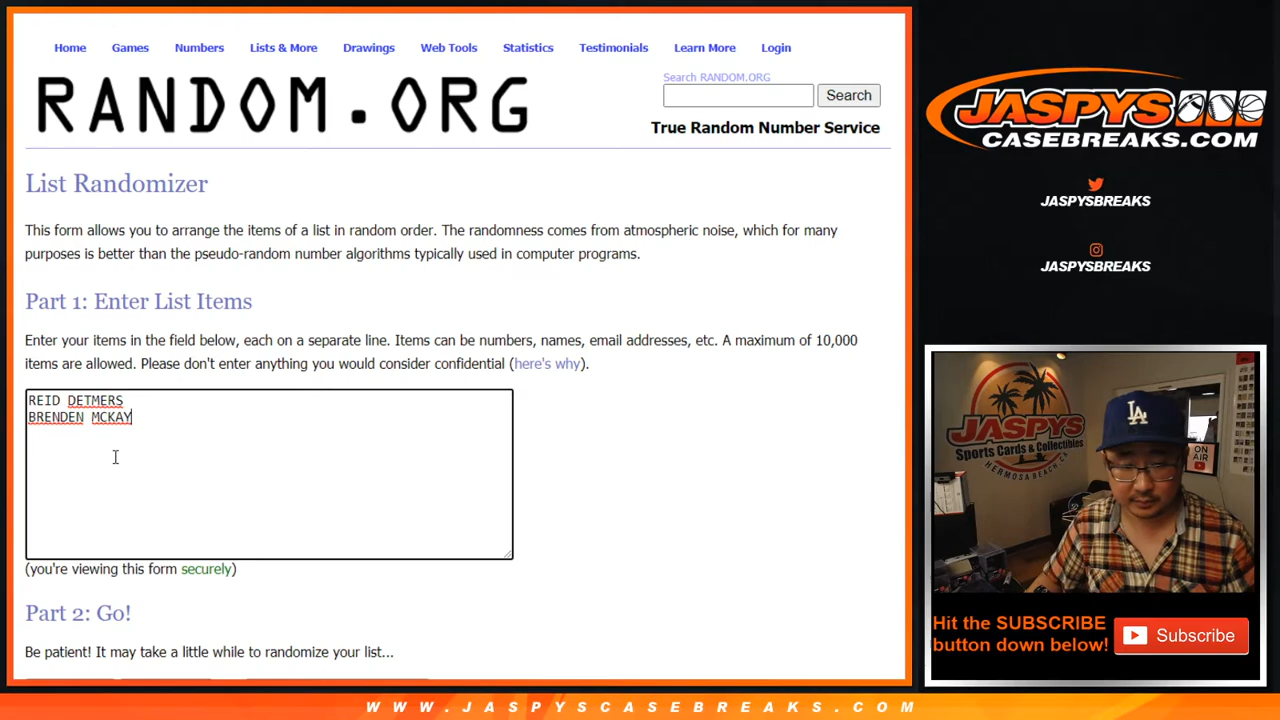 Home Games Numbers Lists & More Drawings Web Tools Statistics Testimonials Learn More Login
RANDOM.ORG
Search RANDOM.ORG
Search
True Random Number Service
List Randomizer
This form allows you to arrange the items of a list in random order. The randomness comes from atmospheric noise, which for many
purposes is better than the pseudo-random number algorithms typically used in computer programs.
Part 1: Enter List Items
Enter your items in the field below, each on a separate line. Items can be numbers, names, email addresses, etc. A maximum of 10,000
items are allowed. Please don't enter anything you would consider confidential (here's why).
REID DETMERS
BRENDEN MCKAY
(you're viewing this form securely)
Part 2: Go!
Be patient! It may take a little while to randomize your list...
JASPYS
CASEBREAKS.COM
JASPYSBREAKS
JASPYSBREAKS
JASPYS
Sports Cards & Collectibles
HERMOSA BEACH, CA
LA
ON
AIR
Hit the SUBSCRIBE
button down below!
Subscribe
WWW.JASPYSCASEBREAKS.COM